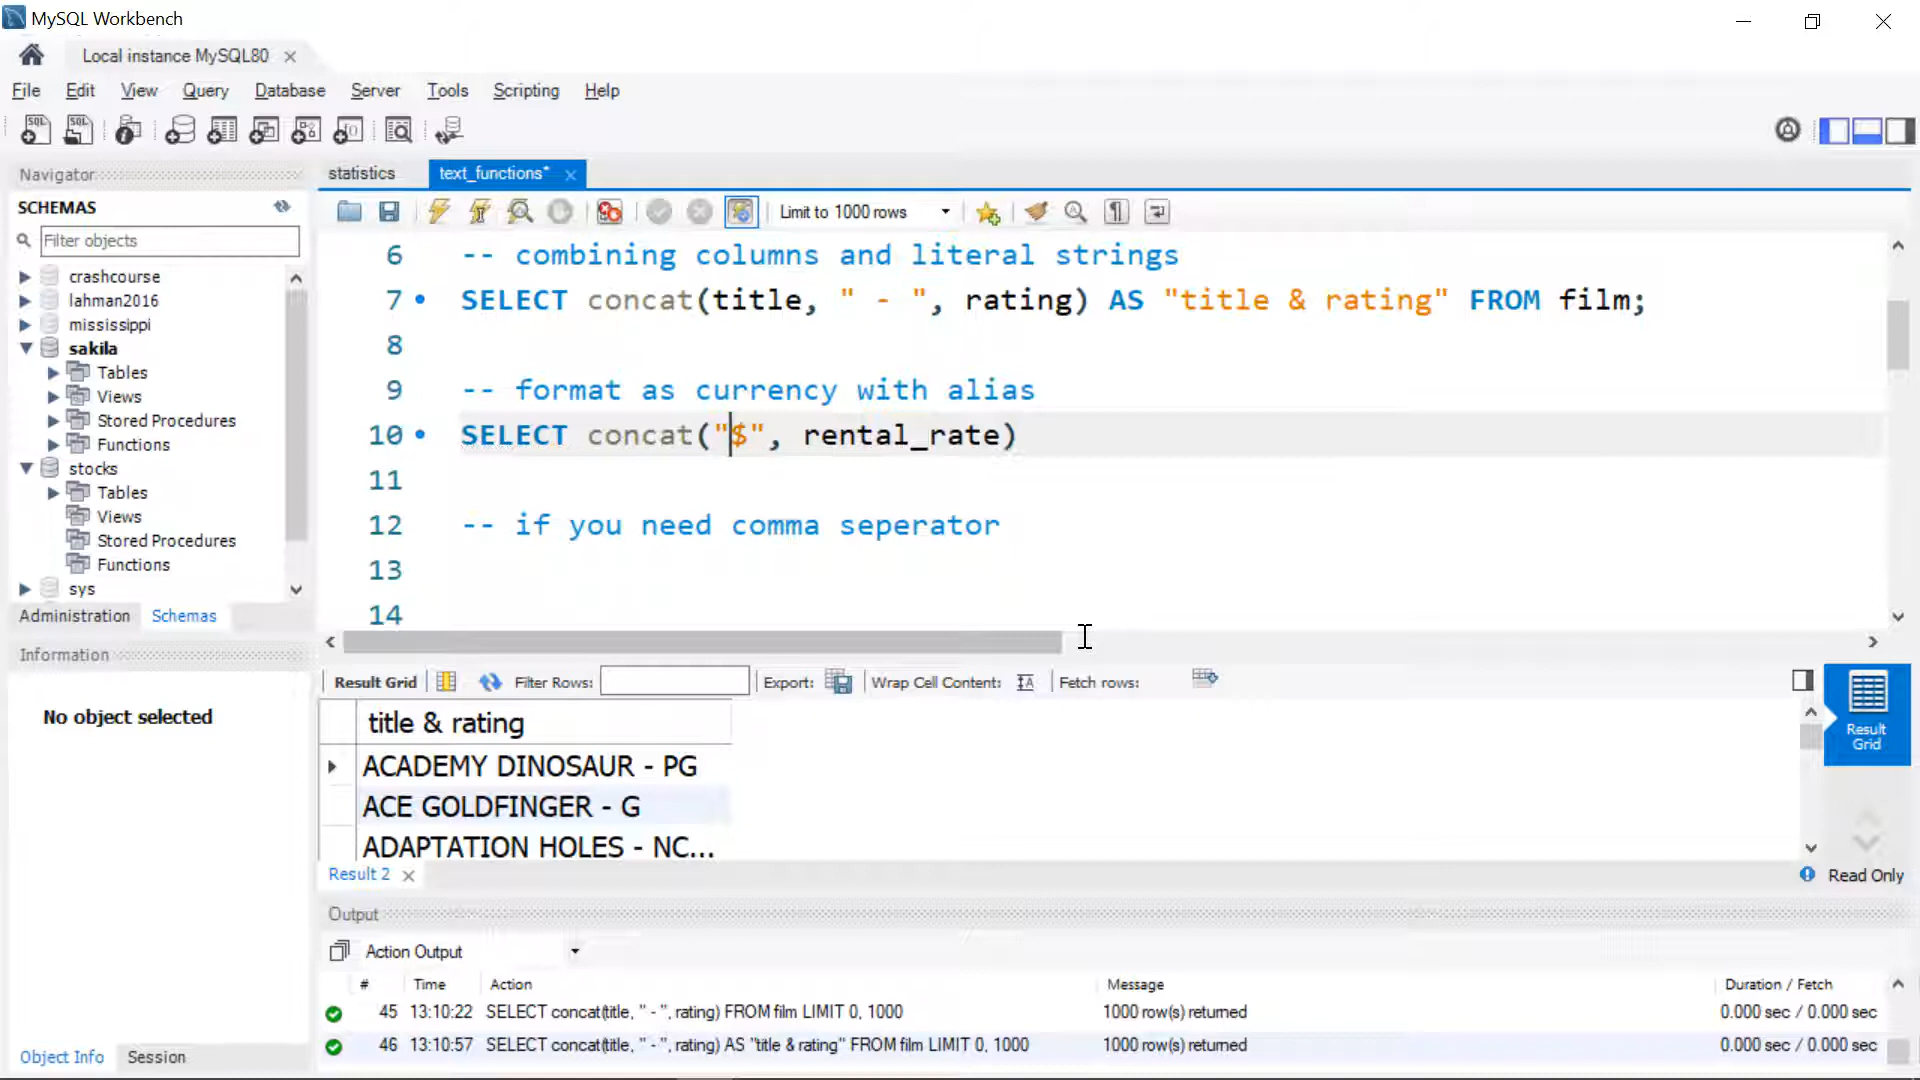 MySQL Workbench
Local instance MySQL80
File Edit View Query Database Server Tools Scripting Help
Navigator
SCHEMAS
Filter objects
crashcourse
lahman2016
mississippi
sakila
Tables
Views
Stored Procedures
Functions
stocks
Tables
Views
Stored Procedures
Functions
sys
Administration Schemas
Information
No object selected
Object Info Session
statistics text_functions*
Limit to 1000 rows
6 -- combining columns and literal strings
7 SELECT concat(title, " - ", rating) AS "title & rating" FROM film;
8
9 -- format as currency with alias
10 SELECT concat("$", rental_rate)
11
12 -- if you need comma seperator
13
14
Result Grid Filter Rows: Export: Wrap Cell Content: Fetch rows:
title & rating
ACADEMY DINOSAUR - PG
ACE GOLDFINGER - G
ADAPTATION HOLES - NC...
Result Grid
Result 2
Read Only
Output
Action Output
# Time Action Message Duration / Fetch
45 13:10:22 SELECT concat(title, " - ", rating) FROM film LIMIT 0, 1000 1000 row(s) returned 0.000 sec / 0.000 sec
46 13:10:57 SELECT concat(title, " - ", rating) AS "title & rating" FROM film LIMIT 0, 1000 1000 row(s) returned 0.000 sec / 0.000 sec